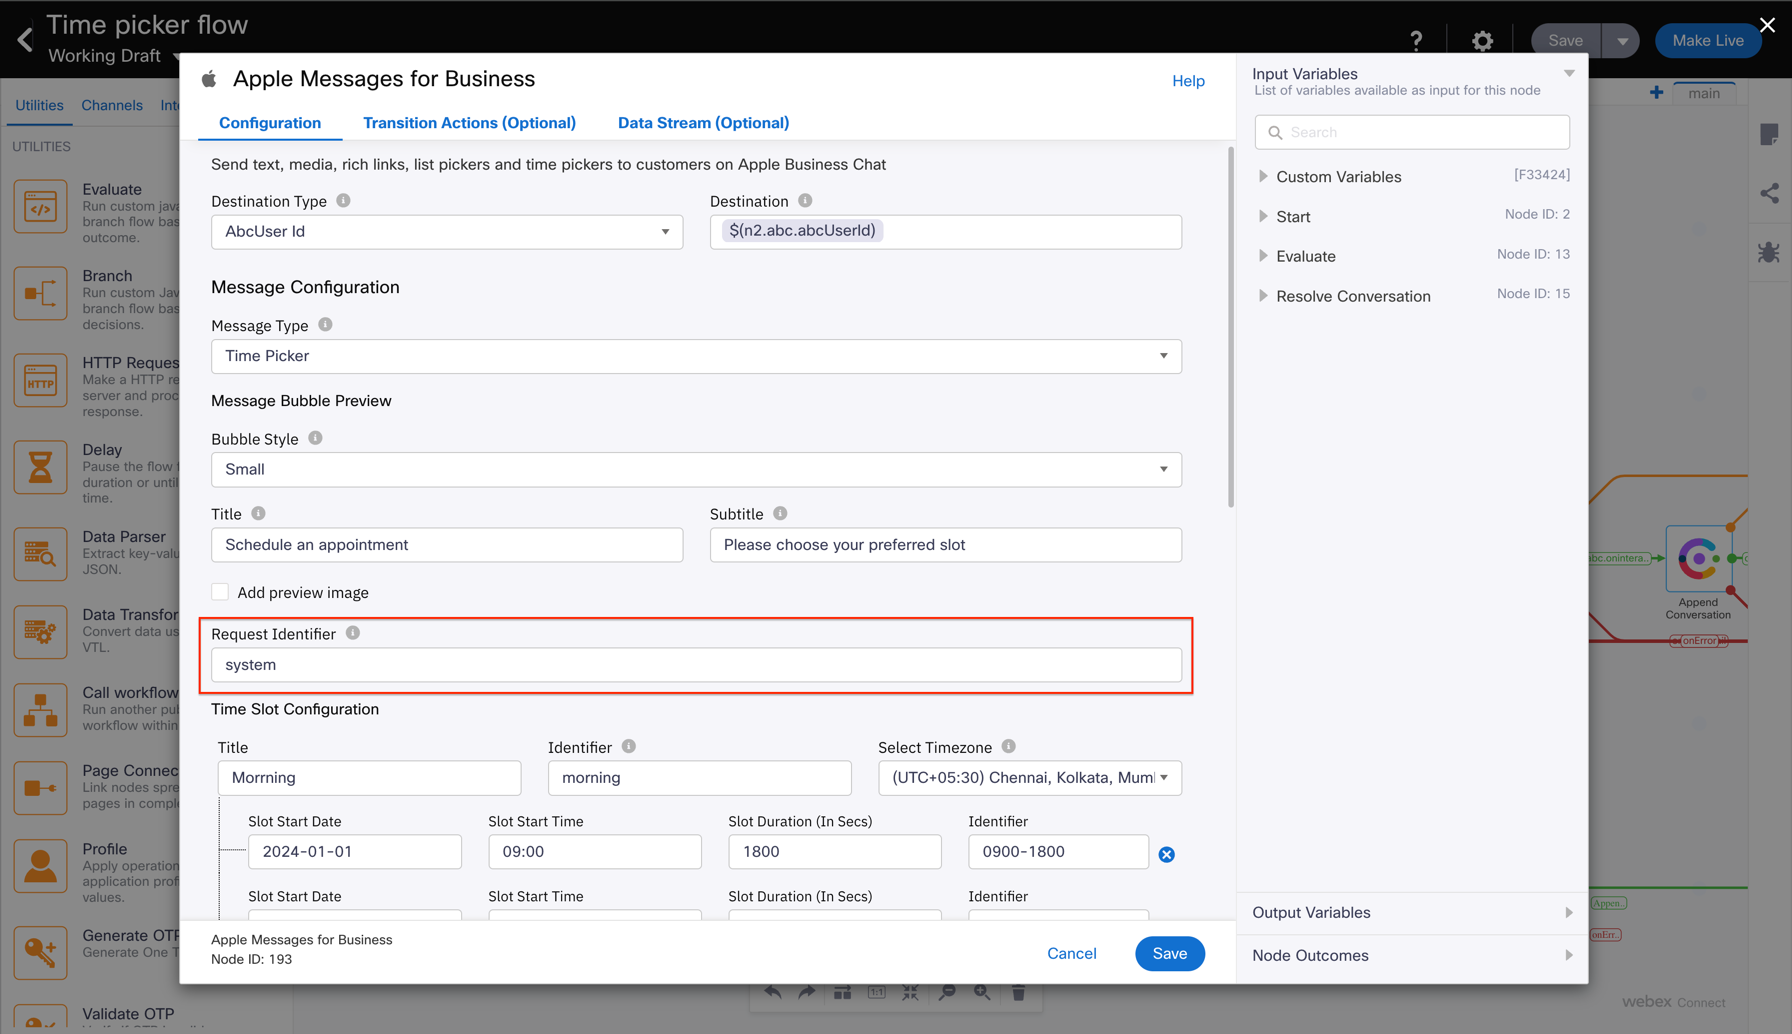 Time picker flow
Working Draft
?
Save
Make Live
Utilities
Channels
Inte
UTILITIES
Evaluate
Run custom java
branch flow bas
outcome.
Branch
Run custom Jav
branch flow bas
decisions.
HTTP Reques
Make a HTTP re
server and proc
response.
Delay
Pause the flow f
duration or until
time.
Data Parser
Extract key-valu
JSON.
Data Transfor
Convert data us
VTL.
Call workflow
Run another pu
workflow within
Page Connec
Link nodes spre
pages in comple
Profile
Apply operation
application prof
values.
Generate OTP
Generate One T
Validate OTP
Apple Messages for Business
Help
Configuration
Transition Actions (Optional)
Data Stream (Optional)
Send text, media, rich links, list pickers and time pickers to customers on Apple Business Chat
Destination Type
Destination
AbcUser Id
$(n2.abc.abcUserId)
Message Configuration
Message Type
Time Picker
Message Bubble Preview
Bubble Style
Small
Title
Subtitle
Schedule an appointment
Please choose your preferred slot
Add preview image
Request Identifier
system
Time Slot Configuration
Title
Identifier
Select Timezone
Morrning
morning
(UTC+05:30) Chennai, Kolkata, Mum
Slot Start Date
Slot Start Time
Slot Duration (In Secs)
Identifier
2024-01-01
09:00
1800
0900-1800
Slot Start Date
Slot Start Time
Slot Duration (In Secs)
Identifier
Apple Messages for Business
Node ID: 193
Cancel
Save
Input Variables
List of variables available as input for this node
Search
Custom Variables
[F33424]
Start
Node ID: 2
Evaluate
Node ID: 13
Resolve Conversation
Node ID: 15
Output Variables
Node Outcomes
main
abc.onintera..
HTTP
Append
Conversation
(onError)
Appen..
onErr..
1:1
webex Connect